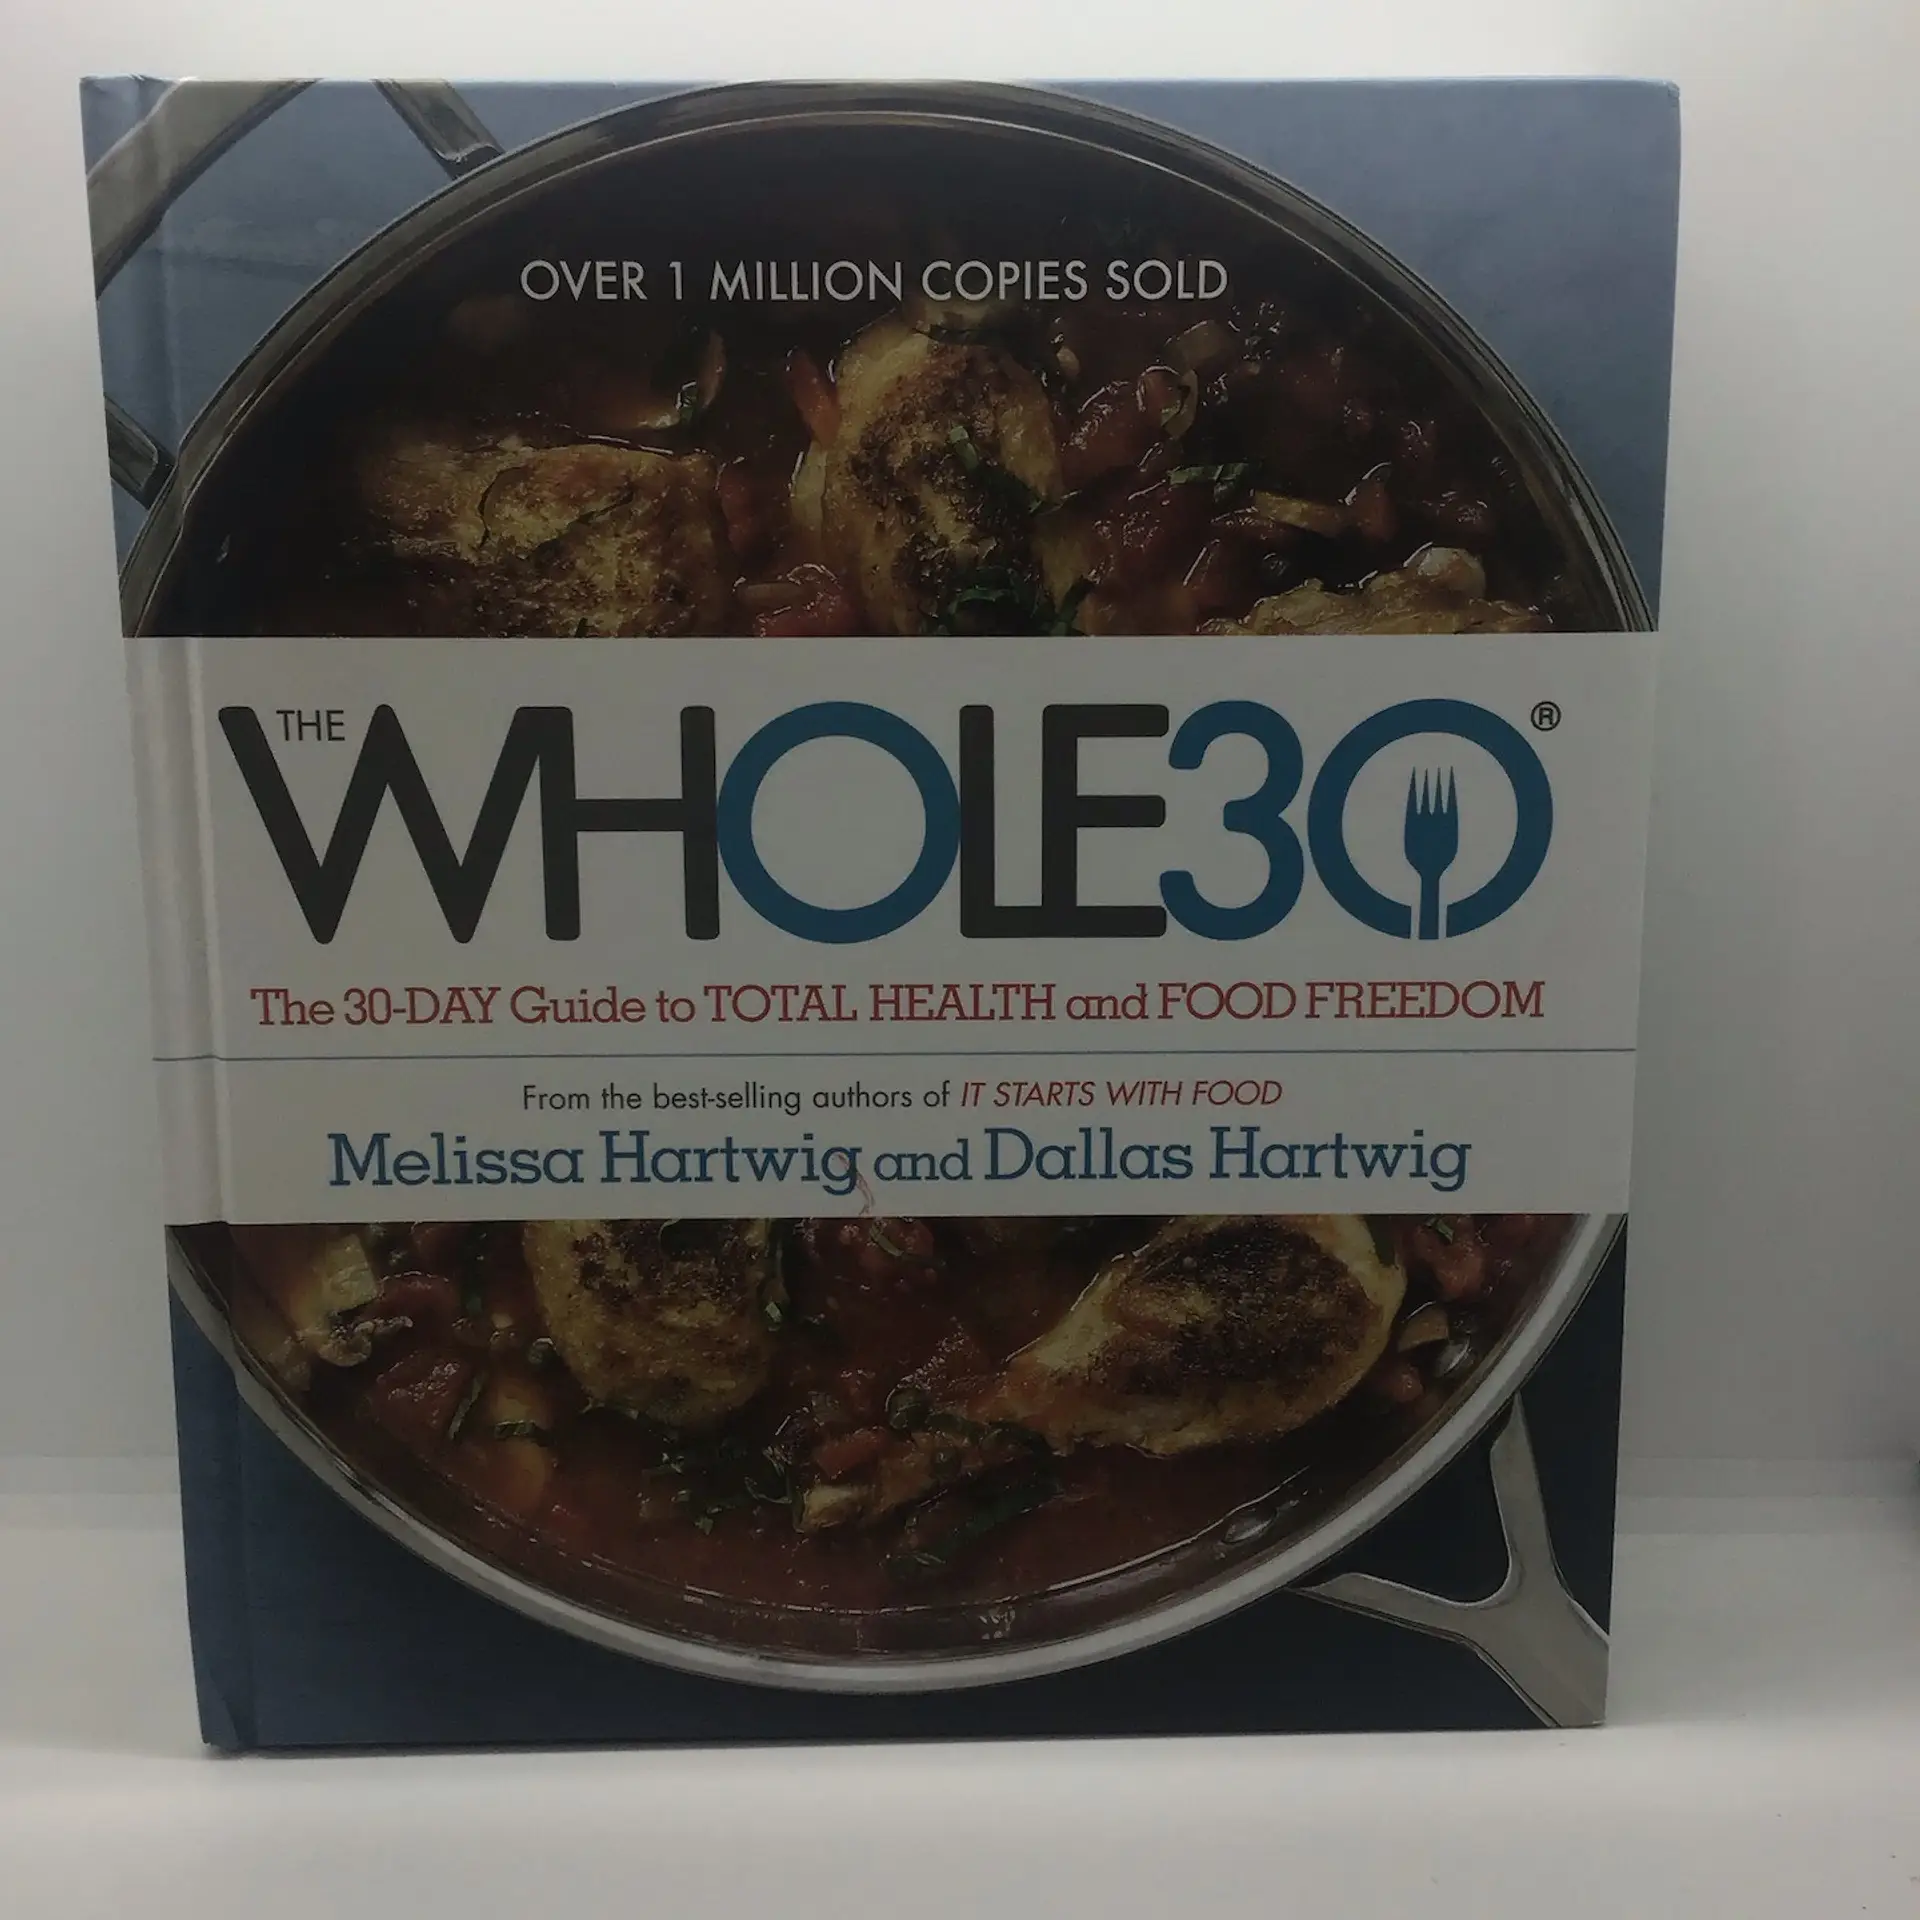 OVER 1 MILLION COPIES SOLD
THE WHOLE30®
The 30-DAY Guide to TOTAL HEALTH and FOOD FREEDOM
From the best-selling authors of IT STARTS WITH FOOD
Melissa Hartwig and Dallas Hartwig